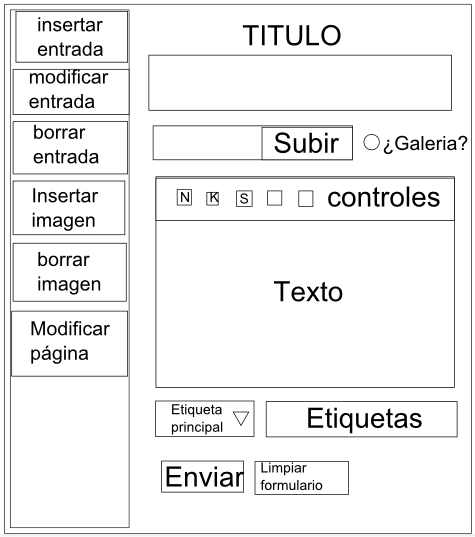 insertar
entrada
modificar
entrada
borrar
entrada
Insertar
imagen
borrar
imagen
Modificar
página
TITULO
Subir
¿Galeria?
N K S controles
Texto
Etiqueta
principal
Etiquetas
Enviar
Limpiar
formulario